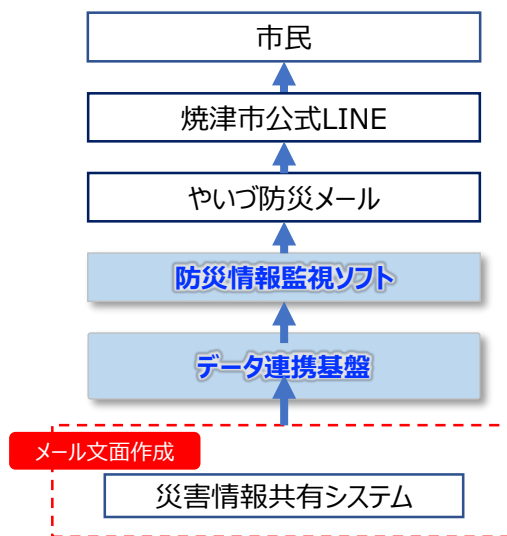 市民
焼津市公式LINE
やいづ防災メール
防災情報監視ソフト
データ連携基盤
メール文面作成
災害情報共有システム